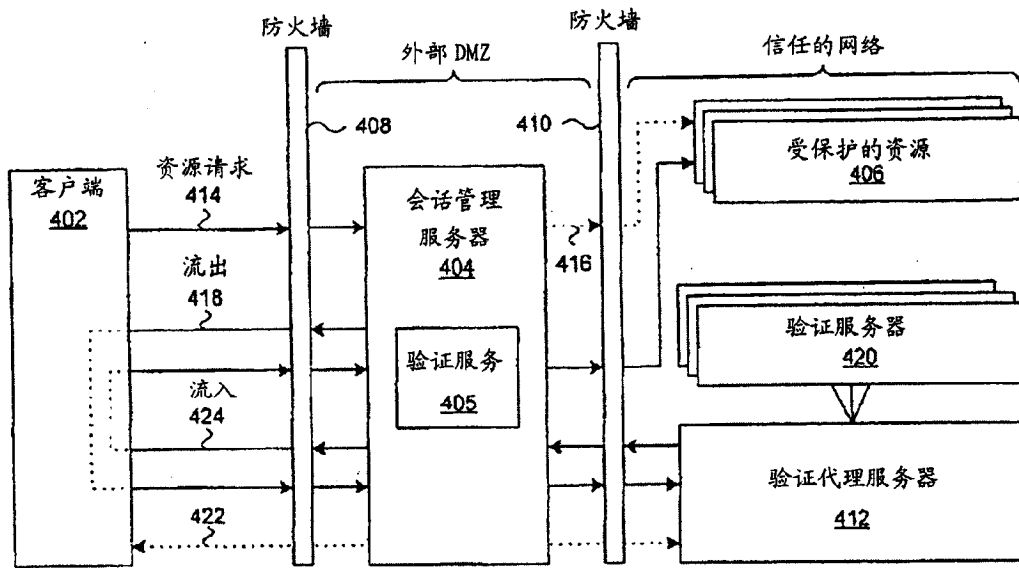 防火墙
外部 DMZ
防火墙
信任的网络
408
410
资源请求
414
客户端
402
会话管理
服务器
404
416
受保护的资源
406
流出
418
验证服务
405
验证服务器
420
流入
424
422
验证代理服务器
412